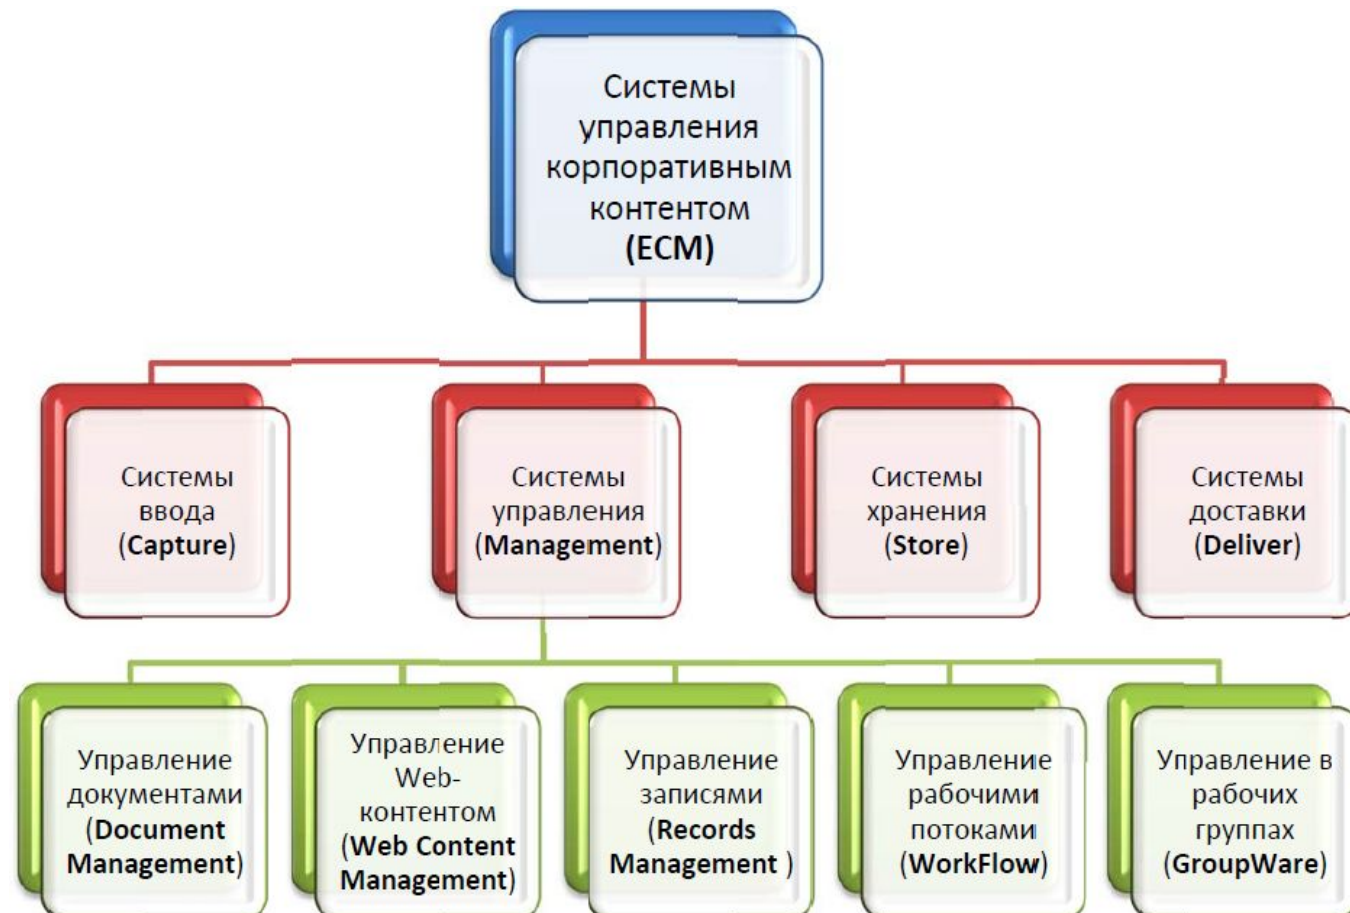 Системы
управления
корпоративным
контентом
(ECM)
Системы
ввода
(Capture)
Системы
управления
(Management)
Системы
хранения
(Store)
Системы
доставки
(Deliver)
Управление
документами
(Document
Management)
Управление
Web-
контентом
(Web Content
Management)
Управление
записями
(Records
Management )
Управление
рабочими
потоками
(WorkFlow)
Управление в
рабочих
группах
(GroupWare)